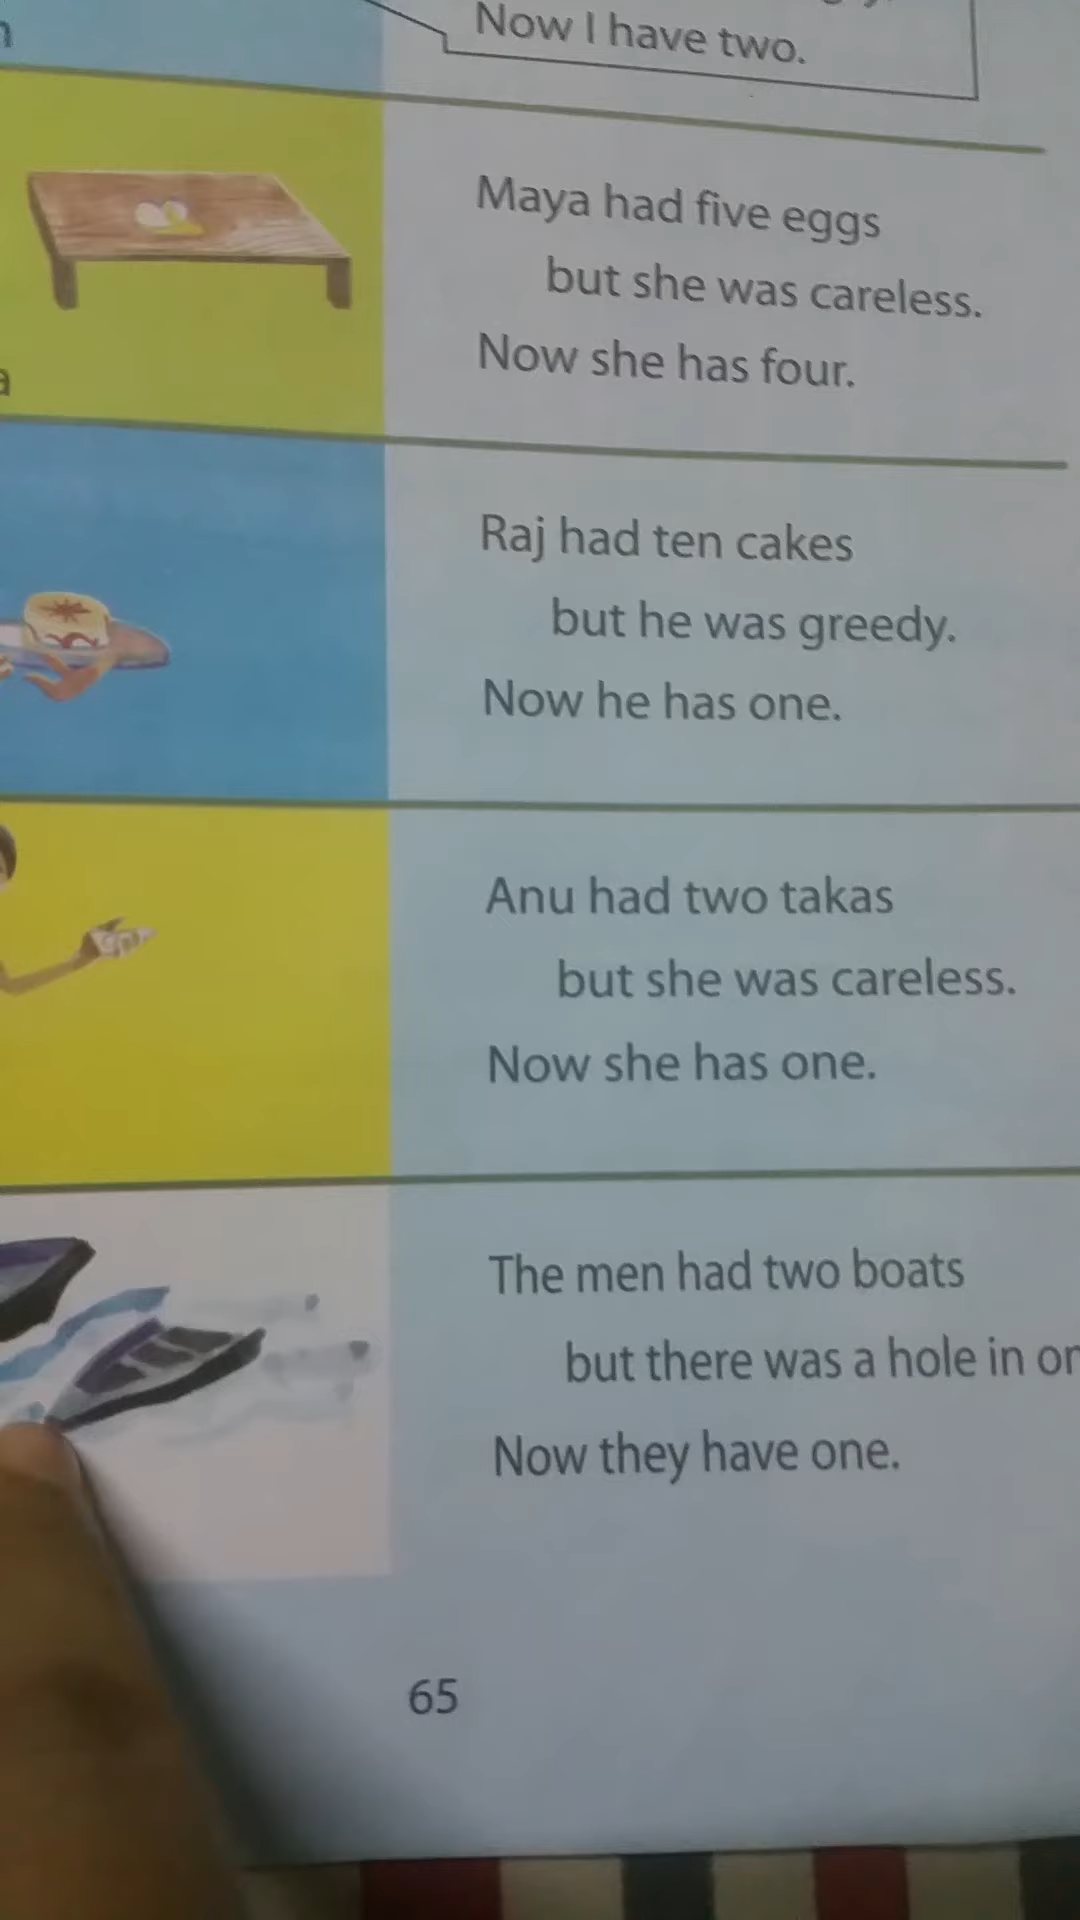 Now I have two.
Maya had five eggs
but she was careless.
Now she has four.
Raj had ten cakes
but he was greedy.
Now he has one.
Anu had two takas
but she was careless.
Now she has one.
The men had two boats
but there was a hole in
Now they have one.
65